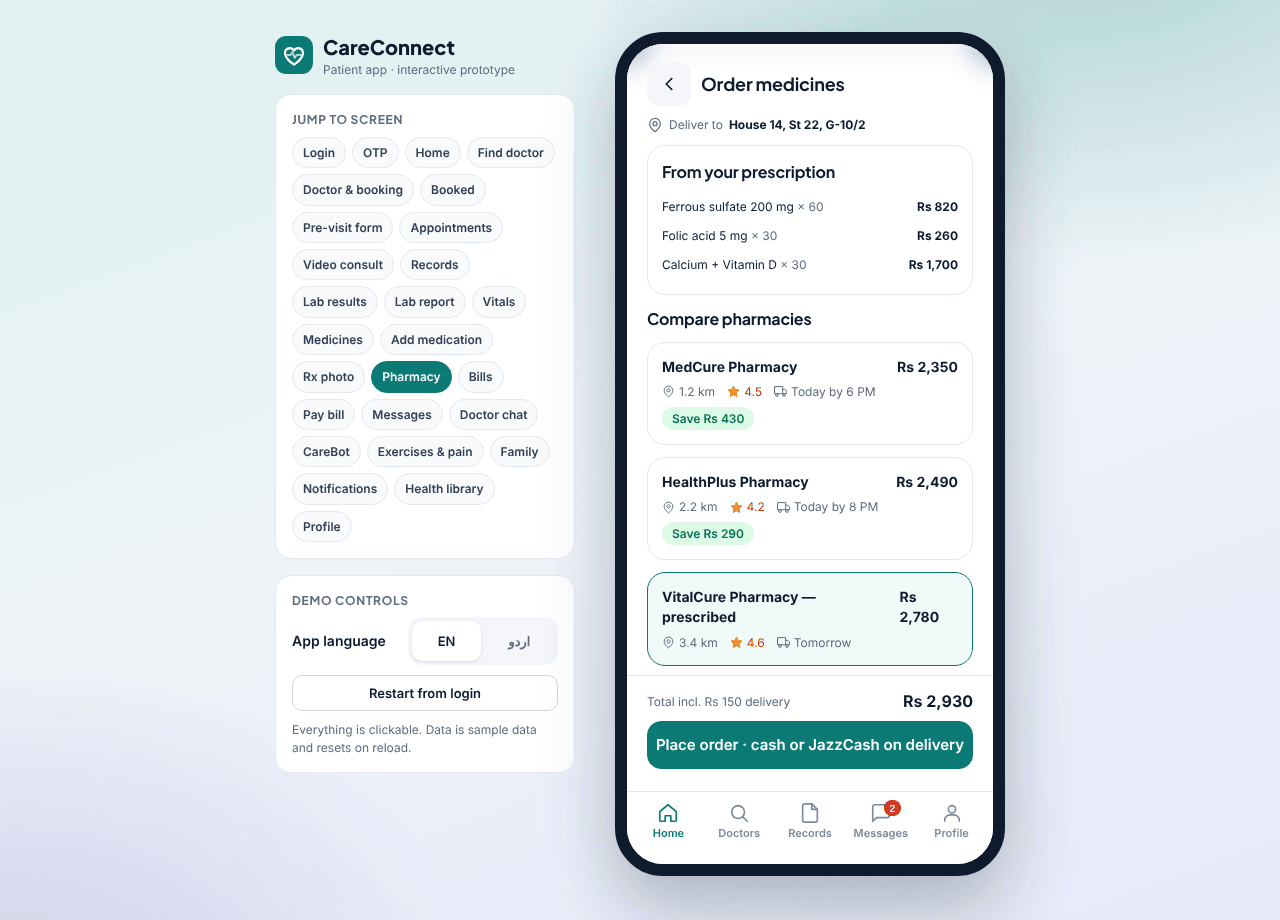 CareConnect
Patient app · interactive prototype
JUMP TO SCREEN
Login OTP Home Find doctor
Doctor & booking Booked
Pre-visit form Appointments
Video consult Records
Lab results Lab report Vitals
Medicines Add medication
Rx photo Pharmacy Bills
Pay bill Messages Doctor chat
CareBot Exercises & pain Family
Notifications Health library
Profile
DEMO CONTROLS
App language EN اردو
Restart from login
Everything is clickable. Data is sample data
and resets on reload.
Order medicines
Deliver to House 14, St 22, G-10/2
From your prescription
Ferrous sulfate 200 mg × 60 Rs 820
Folic acid 5 mg × 30 Rs 260
Calcium + Vitamin D × 30 Rs 1,700
Compare pharmacies
MedCure Pharmacy Rs 2,350
1.2 km 4.5 Today by 6 PM
Save Rs 430
HealthPlus Pharmacy Rs 2,490
2.2 km 4.2 Today by 8 PM
Save Rs 290
VitalCure Pharmacy — Rs
prescribed 2,780
3.4 km 4.6 Tomorrow
Total incl. Rs 150 delivery Rs 2,930
Place order · cash or JazzCash on delivery
2
Home Doctors Records Messages Profile